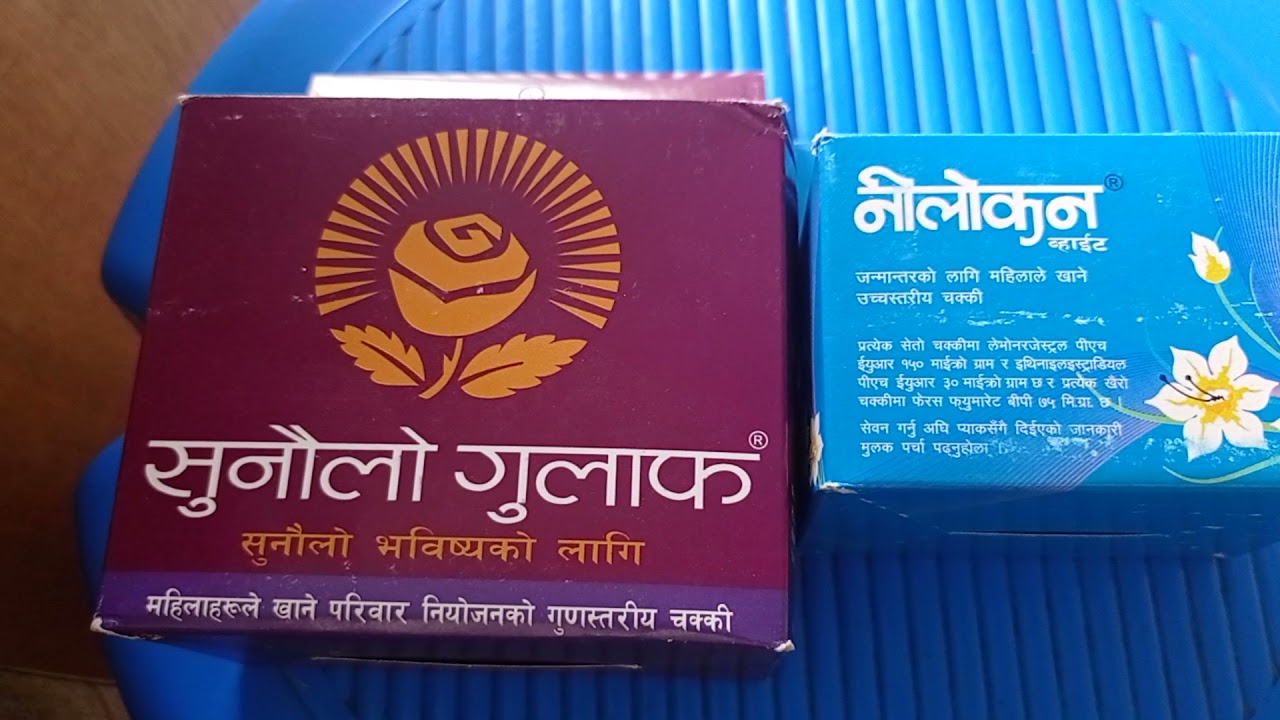 सुनौलो गुलाफ®
सुनौलो भविष्यको लागि
महिलाहरूले खाने परिवार नियोजनको गुणस्तरीय चक्की
नीलोकन®
व्हाईट
जन्मान्तरको लागि महिलाले खाने
उच्चस्तरीय चक्की
प्रत्येक सेतो चक्कीमा लेभोनरजेस्ट्रल पीएच
ईयुआर १५० माईक्रो ग्राम र इथिनाइलइस्ट्राडियल
पीएच ईयुआर ३० माईक्रो ग्राम छ र प्रत्येक खैरो
चक्कीमा फेरस फ्युमारेट बीपी ७५ मि.ग्रा. छ ।
सेवन गर्नु अघि प्याकसँगै दिईएको जानकारी
मुलक पर्चा पढ्नुहोला